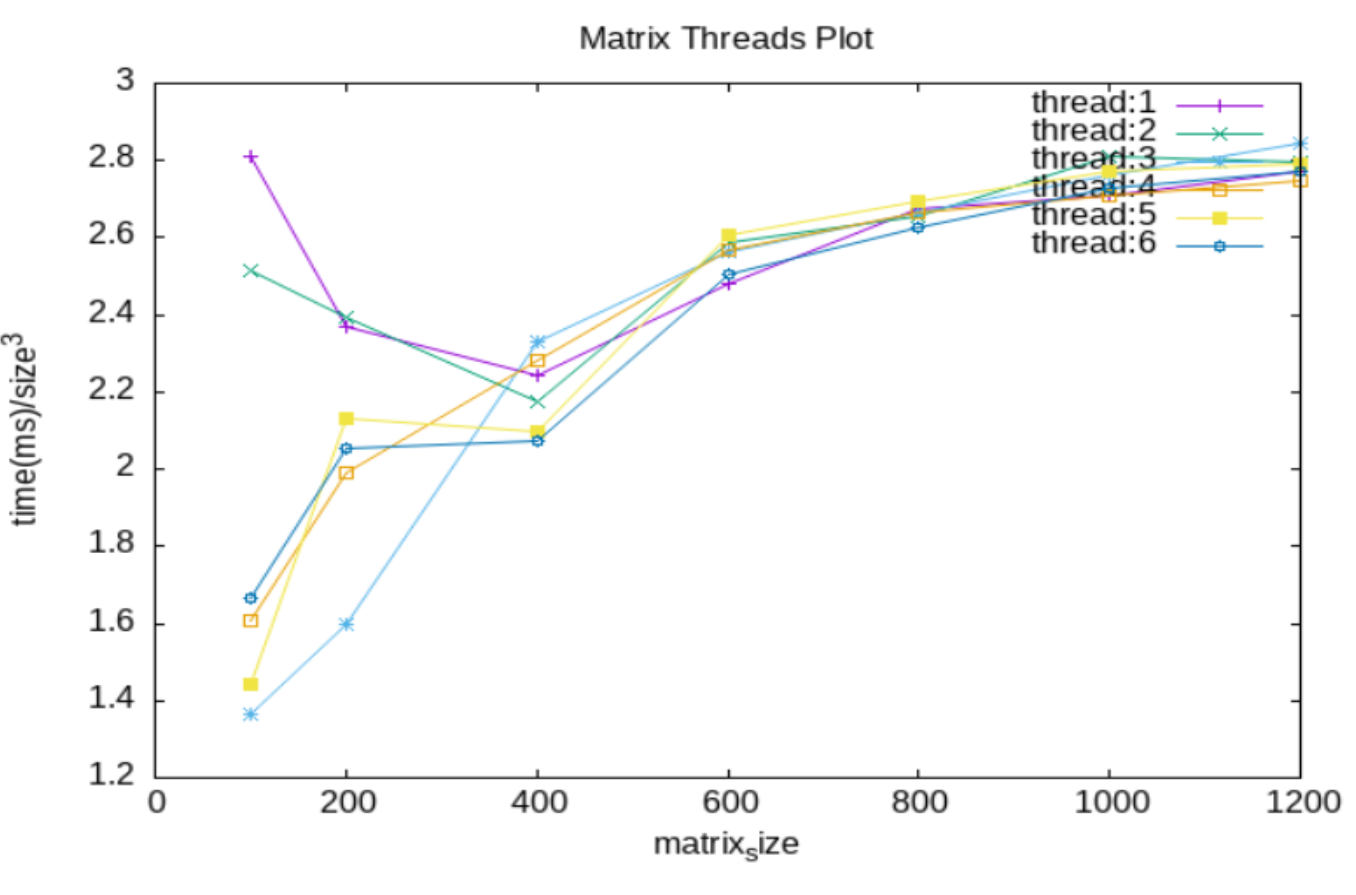 Matrix Threads Plot
3
2.8
2.6
2.4
2.2
2
1.8
1.6
1.4
1.2
time(ms)/size³
thread:1
thread:2
thread:3
thread:4
thread:5
thread:6
0 200 400 600 800 1000 1200
matrixₛize